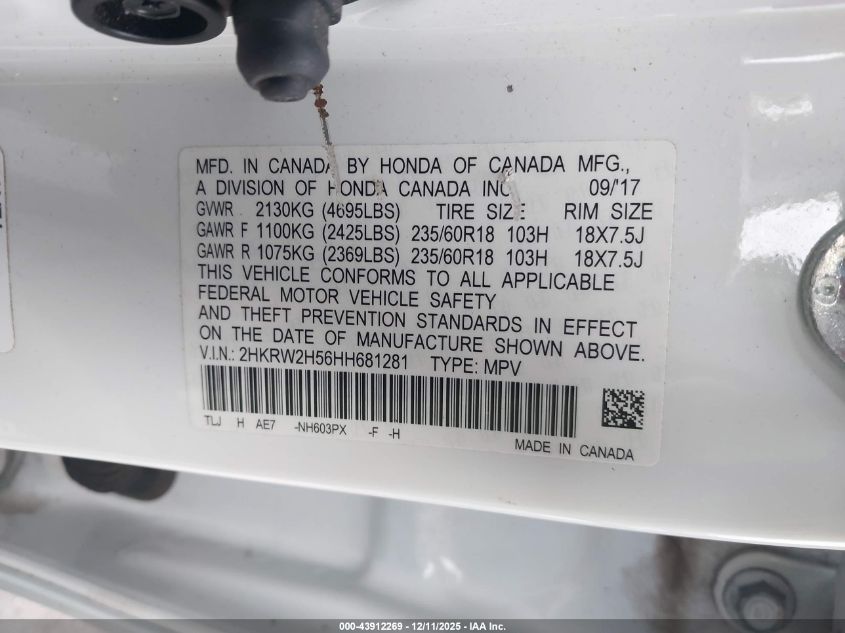 MFD. IN CANADA BY HONDA OF CANADA MFG.,
A DIVISION OF HONDA CANADA INC 09/'17
GVWR 2130KG (4695LBS) TIRE SIZE RIM SIZE
GAWR F 1100KG (2425LBS) 235/60R18 103H 18X7.5J
GAWR R 1075KG (2369LBS) 235/60R18 103H 18X7.5J
THIS VEHICLE CONFORMS TO ALL APPLICABLE
FEDERAL MOTOR VEHICLE SAFETY
AND THEFT PREVENTION STANDARDS IN EFFECT
ON THE DATE OF MANUFACTURE SHOWN ABOVE.
V.I.N.: 2HKRW2H56HH681281 TYPE: MPV
TLJ H AE7 -NH603PX -F -H
MADE IN CANADA
000-43912269 - 12/11/2025 - IAA Inc.